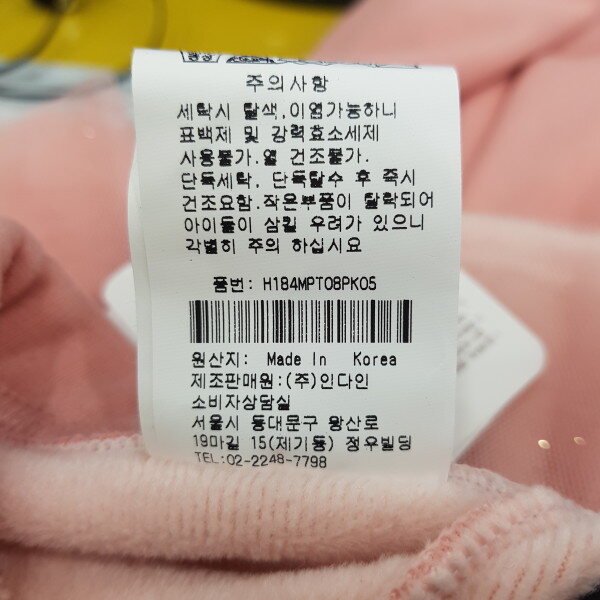 주의사항
세탁시 탈색,이염가능하니
표백제 및 강력효소세제
사용불가.열 건조불가.
단독세탁, 단독탈수 후 즉시
건조요함.작은부품이 탈락되어
아이들이 삼킬 우려가 있으니
각별히 주의 하십시요
품번: H184MPT08PK05
원산지: Made In Korea
제조판매원:(주)인다인
소비자상담실
서울시 동대문구 왕산로
19마길 15(제기동) 정우빌딩
TEL:02-2248-7798